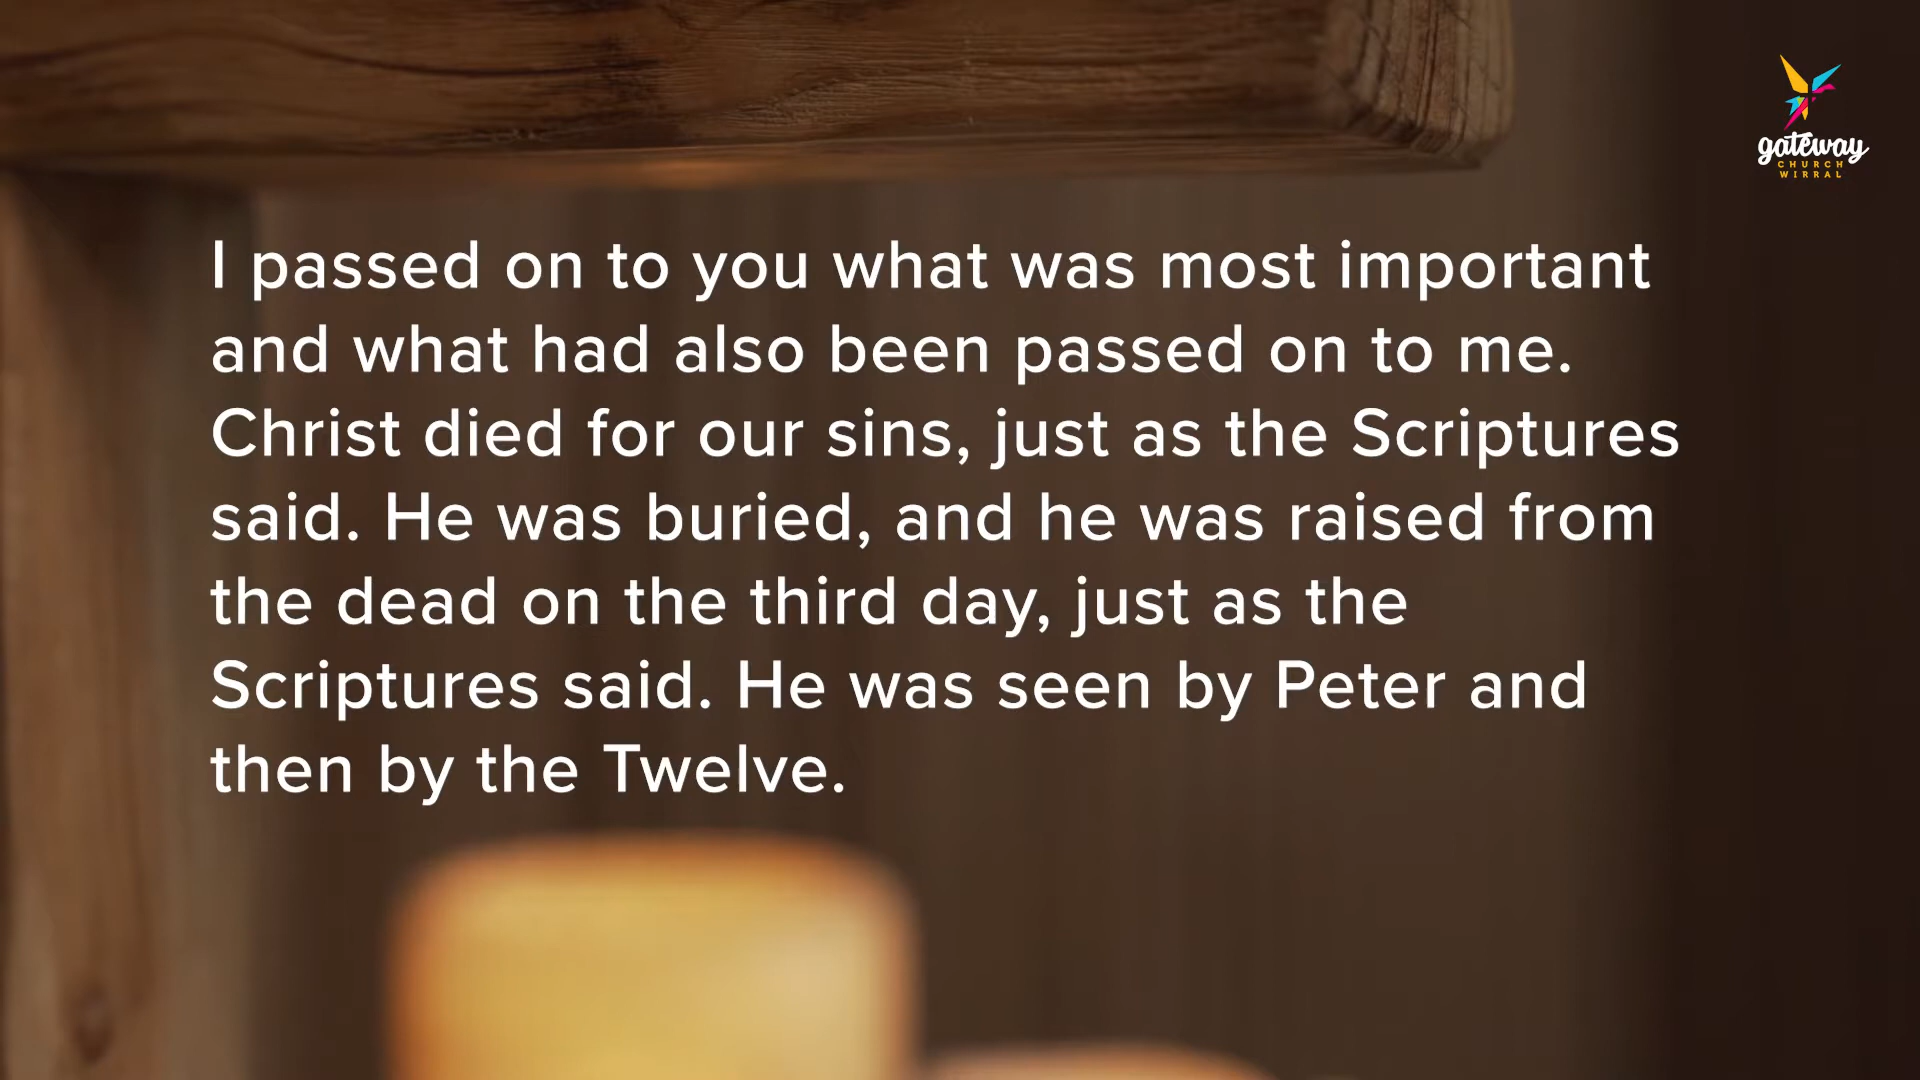 gateway
CHURCH
WIRRAL
I passed on to you what was most important
and what had also been passed on to me.
Christ died for our sins, just as the Scriptures
said. He was buried, and he was raised from
the dead on the third day, just as the
Scriptures said. He was seen by Peter and
then by the Twelve.